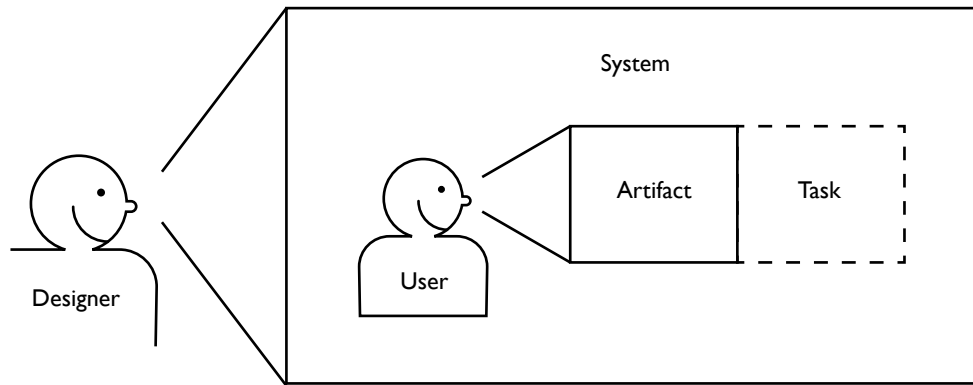 System
Artifact
Task
User
Designer